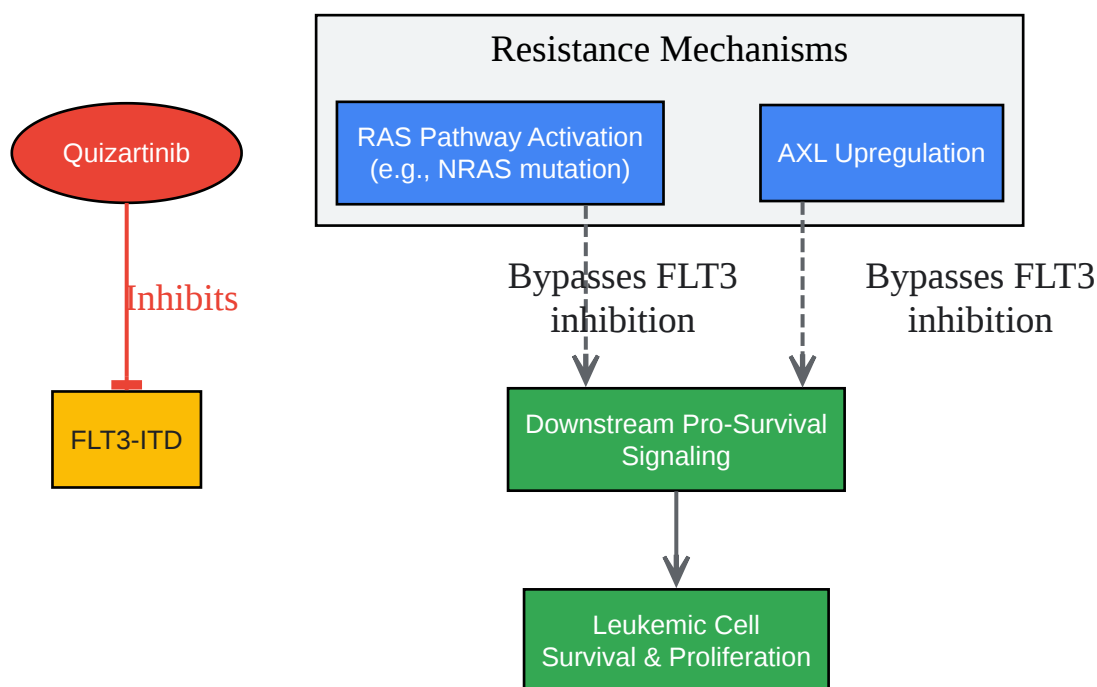 Resistance Mechanisms
Quizartinib
RAS Pathway Activation
(e.g., NRAS mutation)
AXL Upregulation
Inhibits
Bypasses FLT3
inhibition
Bypasses FLT3
inhibition
FLT3-ITD
Downstream Pro-Survival
Signaling
Leukemic Cell
Survival & Proliferation